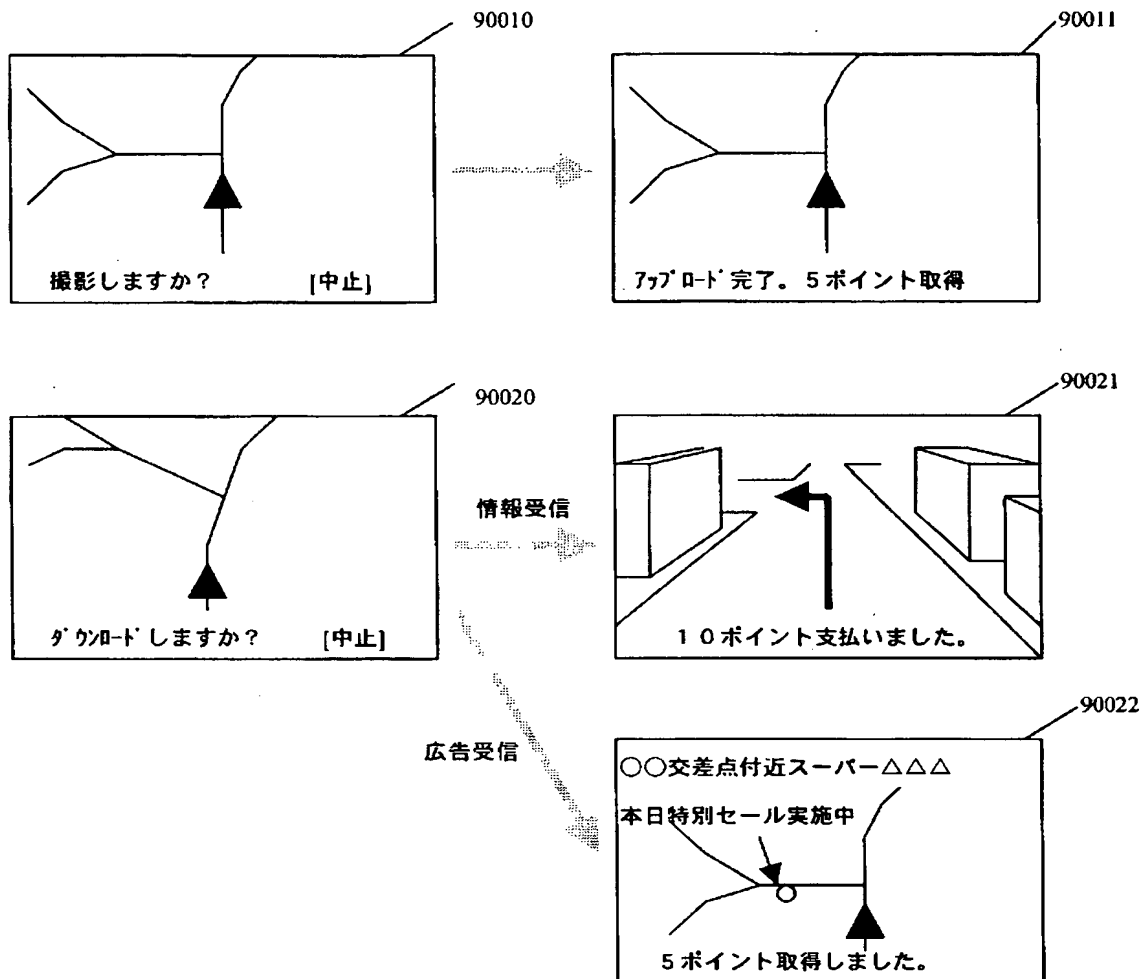 90010
90011
撮影しますか？ [中止]
ｱｯﾌﾟﾛｰﾄﾞ完了。５ポイント取得
90020
90021
情報受信
ﾀﾞｳﾝﾛｰﾄﾞしますか？ [中止]
１０ポイント支払いました。
90022
広告受信
○○交差点付近スーパー△△△
本日特別セール実施中
５ポイント取得しました。